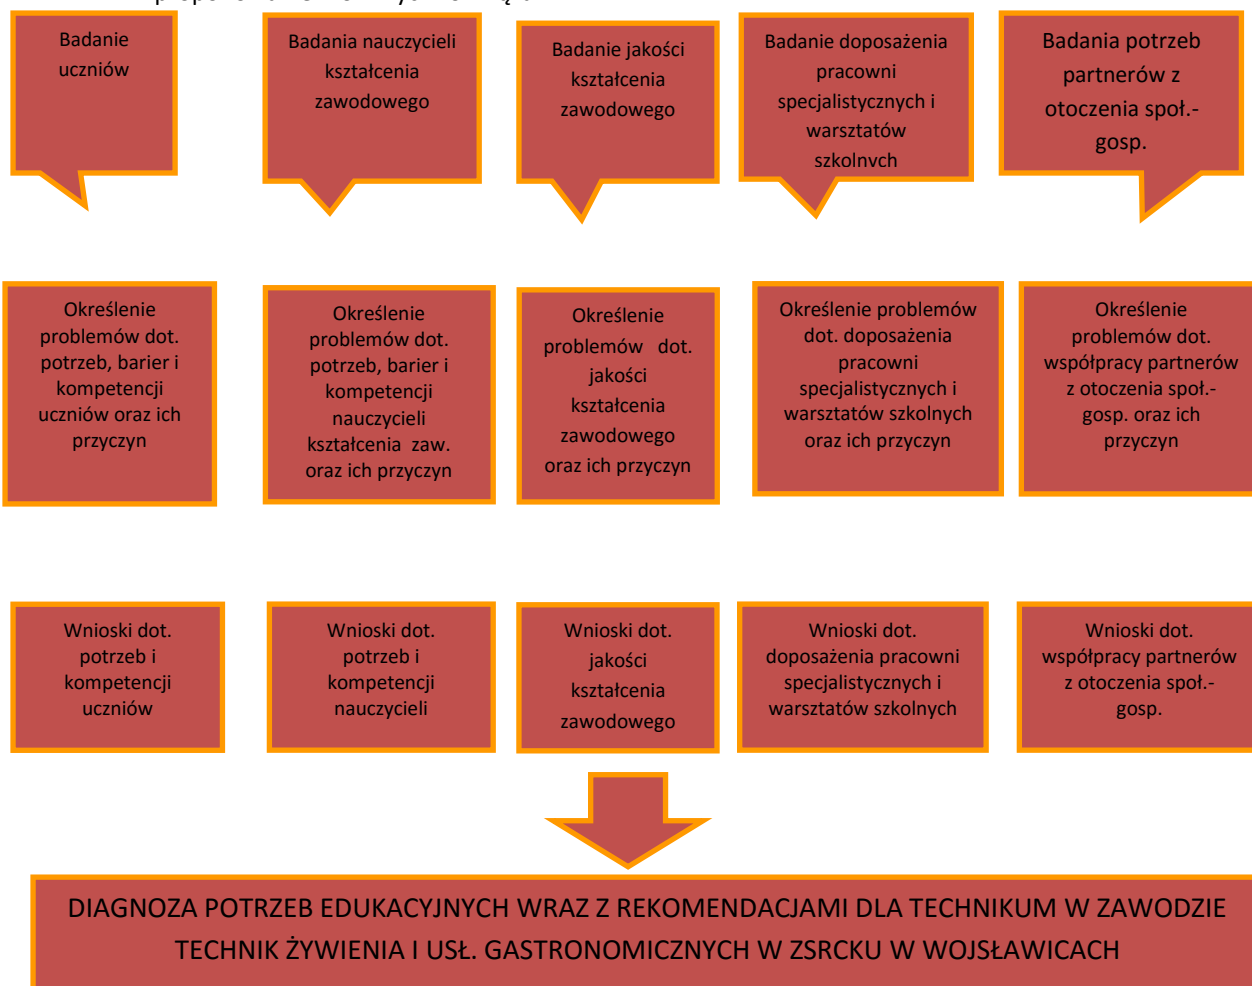 Badanie
uczniów
Badania nauczycieli
kształcenia
zawodowego
Badanie jakości
kształcenia
zawodowego
Badanie doposażenia
pracowni
specjalistycznych i
warsztatów
szkolnych
Badania potrzeb
partnerów z
otoczenia społ.-
gosp.
Określenie
problemów dot.
potrzeb, barier i
kompetencji
uczniów oraz ich
przyczyn
Określenie
problemów dot.
potrzeb, barier i
kompetencji
nauczycieli
kształcenia zaw.
oraz ich przyczyn
Określenie
problemów dot.
jakości
kształcenia
zawodowego
oraz ich przyczyn
Określenie problemów
dot. doposażenia
pracowni
specjalistycznych i
warsztatów szkolnych
oraz ich przyczyn
Określenie
problemów dot.
współpracy partnerów
z otoczenia społ.-
gosp. oraz ich
przyczyn
Wnioski dot.
potrzeb i
kompetencji
uczniów
Wnioski dot.
potrzeb i
kompetencji
nauczycieli
Wnioski dot.
jakości
kształcenia
zawodowego
Wnioski dot.
doposażenia pracowni
specjalistycznych i
warsztatów szkolnych
Wnioski dot.
współpracy partnerów
z otoczenia społ.-
gosp.
DIAGNOZA POTRZEB EDUKACYJNYCH WRAZ Z REKOMENDACJAMI DLA TECHNIKUM W ZAWODZIE
TECHNIK ŻYWIENIA I USŁ. GASTRONOMICZNYCH W ZSRCKU W WOJSŁAWICACH